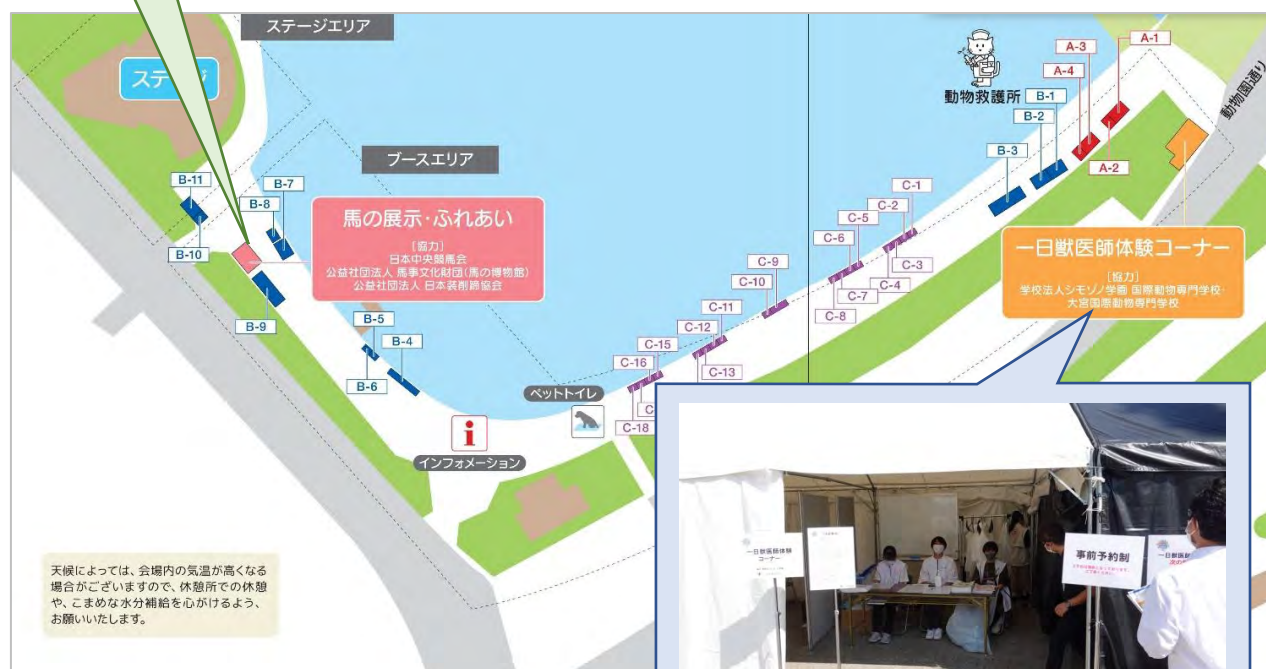 ステージエリア
ステージ
ブースエリア
動物救護所
動物園通り
A-1
A-3
A-4
A-2
B-1
B-2
B-3
B-11
B-7
B-8
B-10
B-9
B-5
B-4
B-6
馬の展示・ふれあい
[協力]
日本中央競馬会
公益社団法人 馬事文化財団(馬の博物館)
公益社団法人 日本装削蹄協会
C-1
C-2
C-5
C-6
C-3
C-4
C-7
C-8
C-9
C-10
C-11
C-12
C-13
C-15
C-16
C-18
一日獣医師体験コーナー
[協力]
学校法人シモゾノ学園 国際動物専門学校・
大宮国際動物専門学校
ペットトイレ
i
インフォメーション
天候によっては、会場内の気温が高くなる
場合がございますので、休憩所での休憩
や、こまめな水分補給を心がけるよう、
お願いいたします。
一日獣医師体験
コーナー
事前予約制
一日獣医師